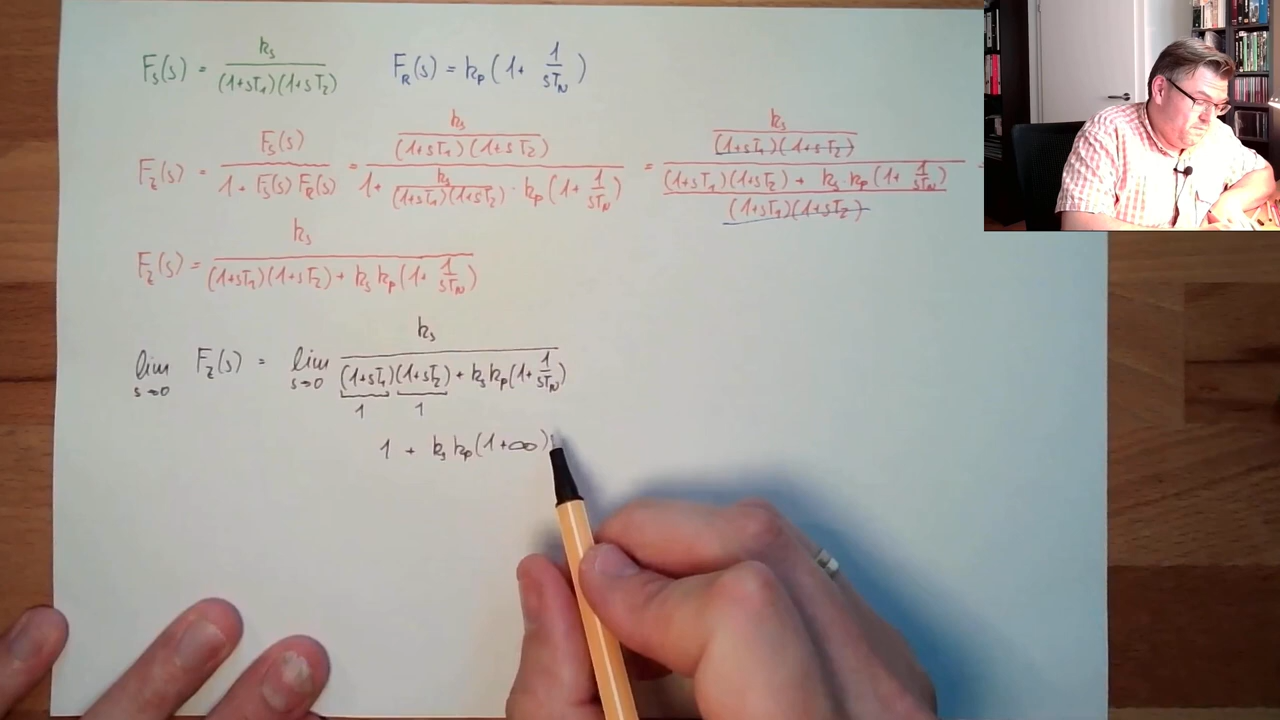 F_S(s) = k_s / ((1+sT_1)(1+sT_2))    F_R(s) = k_p (1 + 1/(sT_N))
F_z(s) = F_S(s) / (1 + F_S(s) F_R(s)) = (k_s / ((1+sT_1)(1+sT_2))) / (1 + k_s / ((1+sT_1)(1+sT_2)) · k_p (1 + 1/(sT_N))) = (k_s / ((1+sT_1)(1+sT_2))) / (((1+sT_1)(1+sT_2) + k_s·k_p (1 + 1/(sT_N))) / ((1+sT_1)(1+sT_2))) =
F_z(s) = k_s / ((1+sT_1)(1+sT_2) + k_s k_p (1 + 1/(sT_N)))
lim s→0 F_z(s) = lim s→0 k_s / ((1+sT_1)(1+sT_2) + k_s k_p (1 + 1/(sT_N)))
1 1
1 + k_s k_p (1+∞)